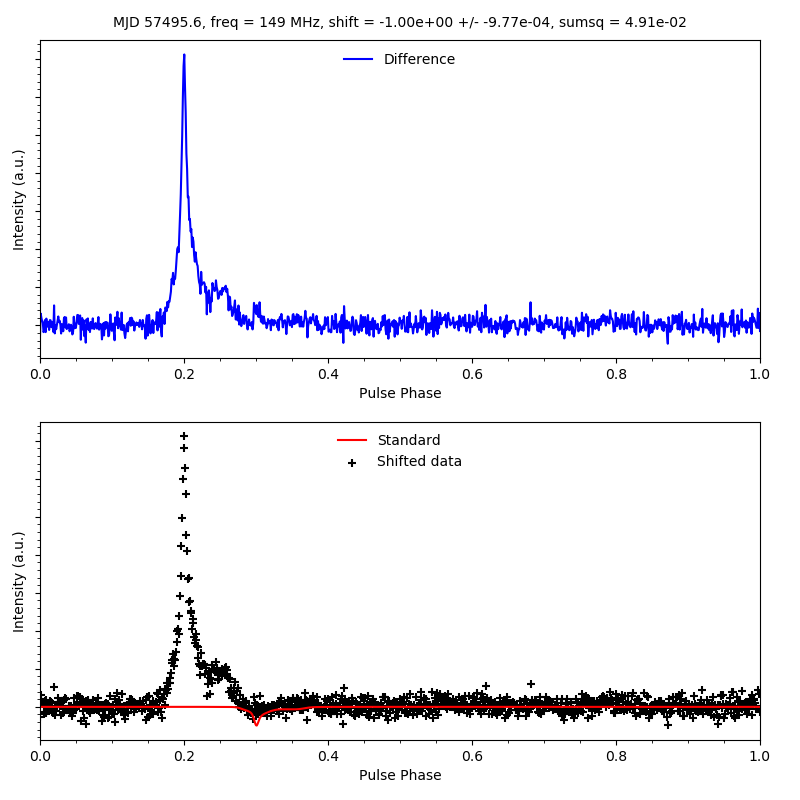 MJD 57495.6, freq = 149 MHz, shift = -1.00e+00 +/- -9.77e-04, sumsq = 4.91e-02
Difference
Intensity (a.u.)
0.0 0.2 0.4 0.6 0.8 1.0
Pulse Phase
Standard
Shifted data
Intensity (a.u.)
0.0 0.2 0.4 0.6 0.8 1.0
Pulse Phase